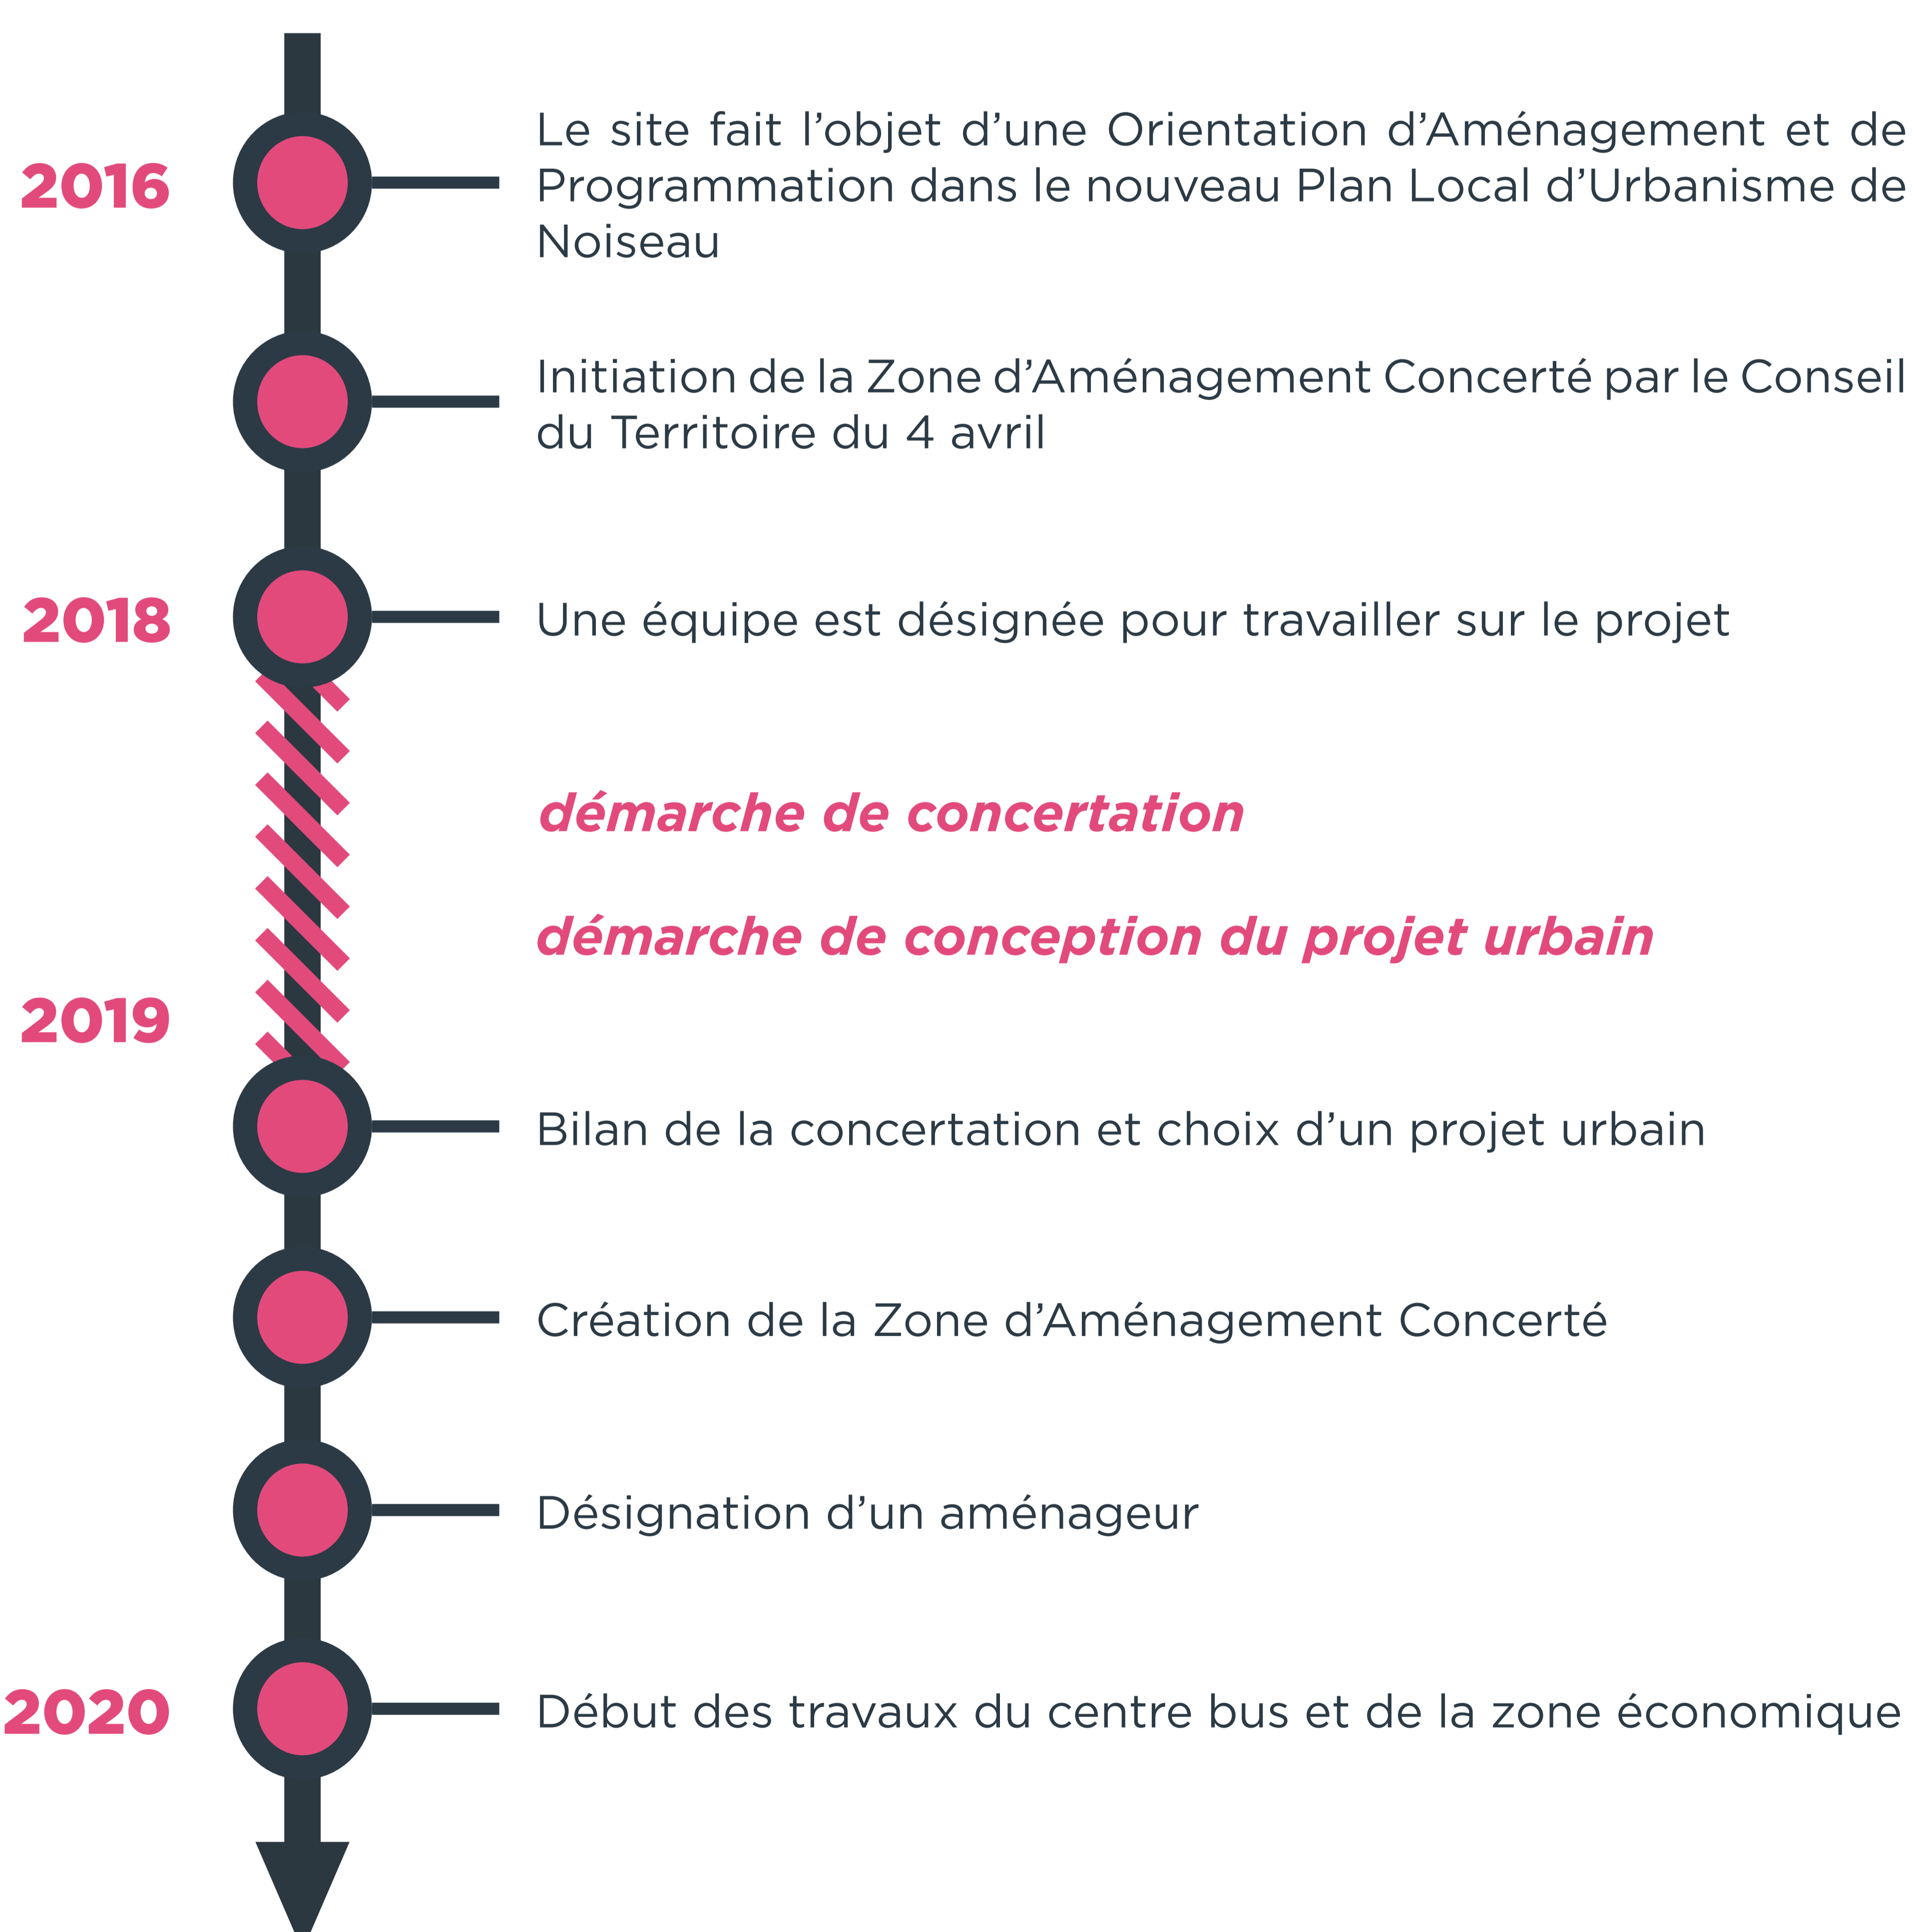 2016
Le site fait l’objet d’une Orientation d’Aménagement et de
Programmation dans le nouveau Plan Local d’Urbanisme de
Noiseau
Initiation de la Zone d’Aménagement Concerté par le Conseil
du Territoire du 4 avril
2018
Une équipe est désignée pour travailler sur le projet
démarche de concertation
démarche de conception du projet urbain
2019
Bilan de la concertation et choix d’un projet urbain
Création de la Zone d’Aménagement Concerté
Désignation d’un aménageur
2020
Début des travaux du centre bus et de la zone économique